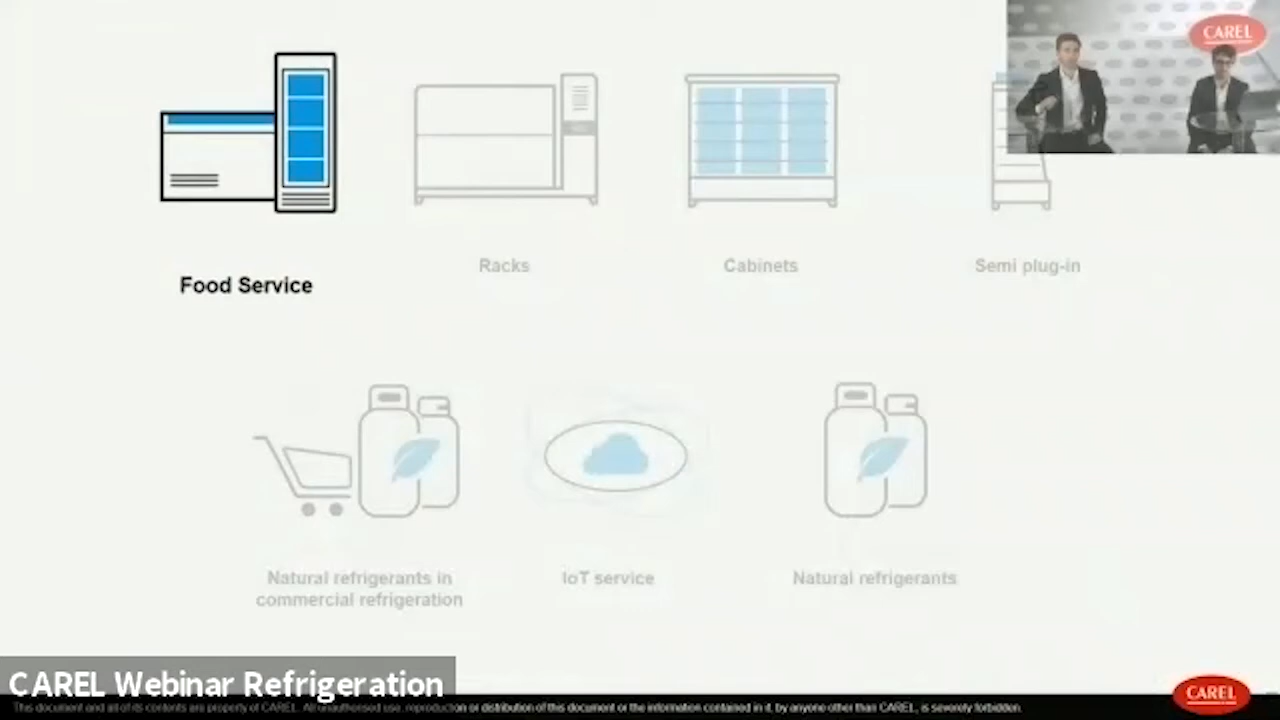 CAREL
Food Service
Racks
Cabinets
Semi plug-in
Natural refrigerants in
commercial refrigeration
IoT service
Natural refrigerants
CAREL Webinar Refrigeration
CAREL
This document and all of its contents are property of CAREL. All unauthorised use, reproduction or distribution of this document or the information contained in it, by anyone other than CAREL, is severely forbidden.